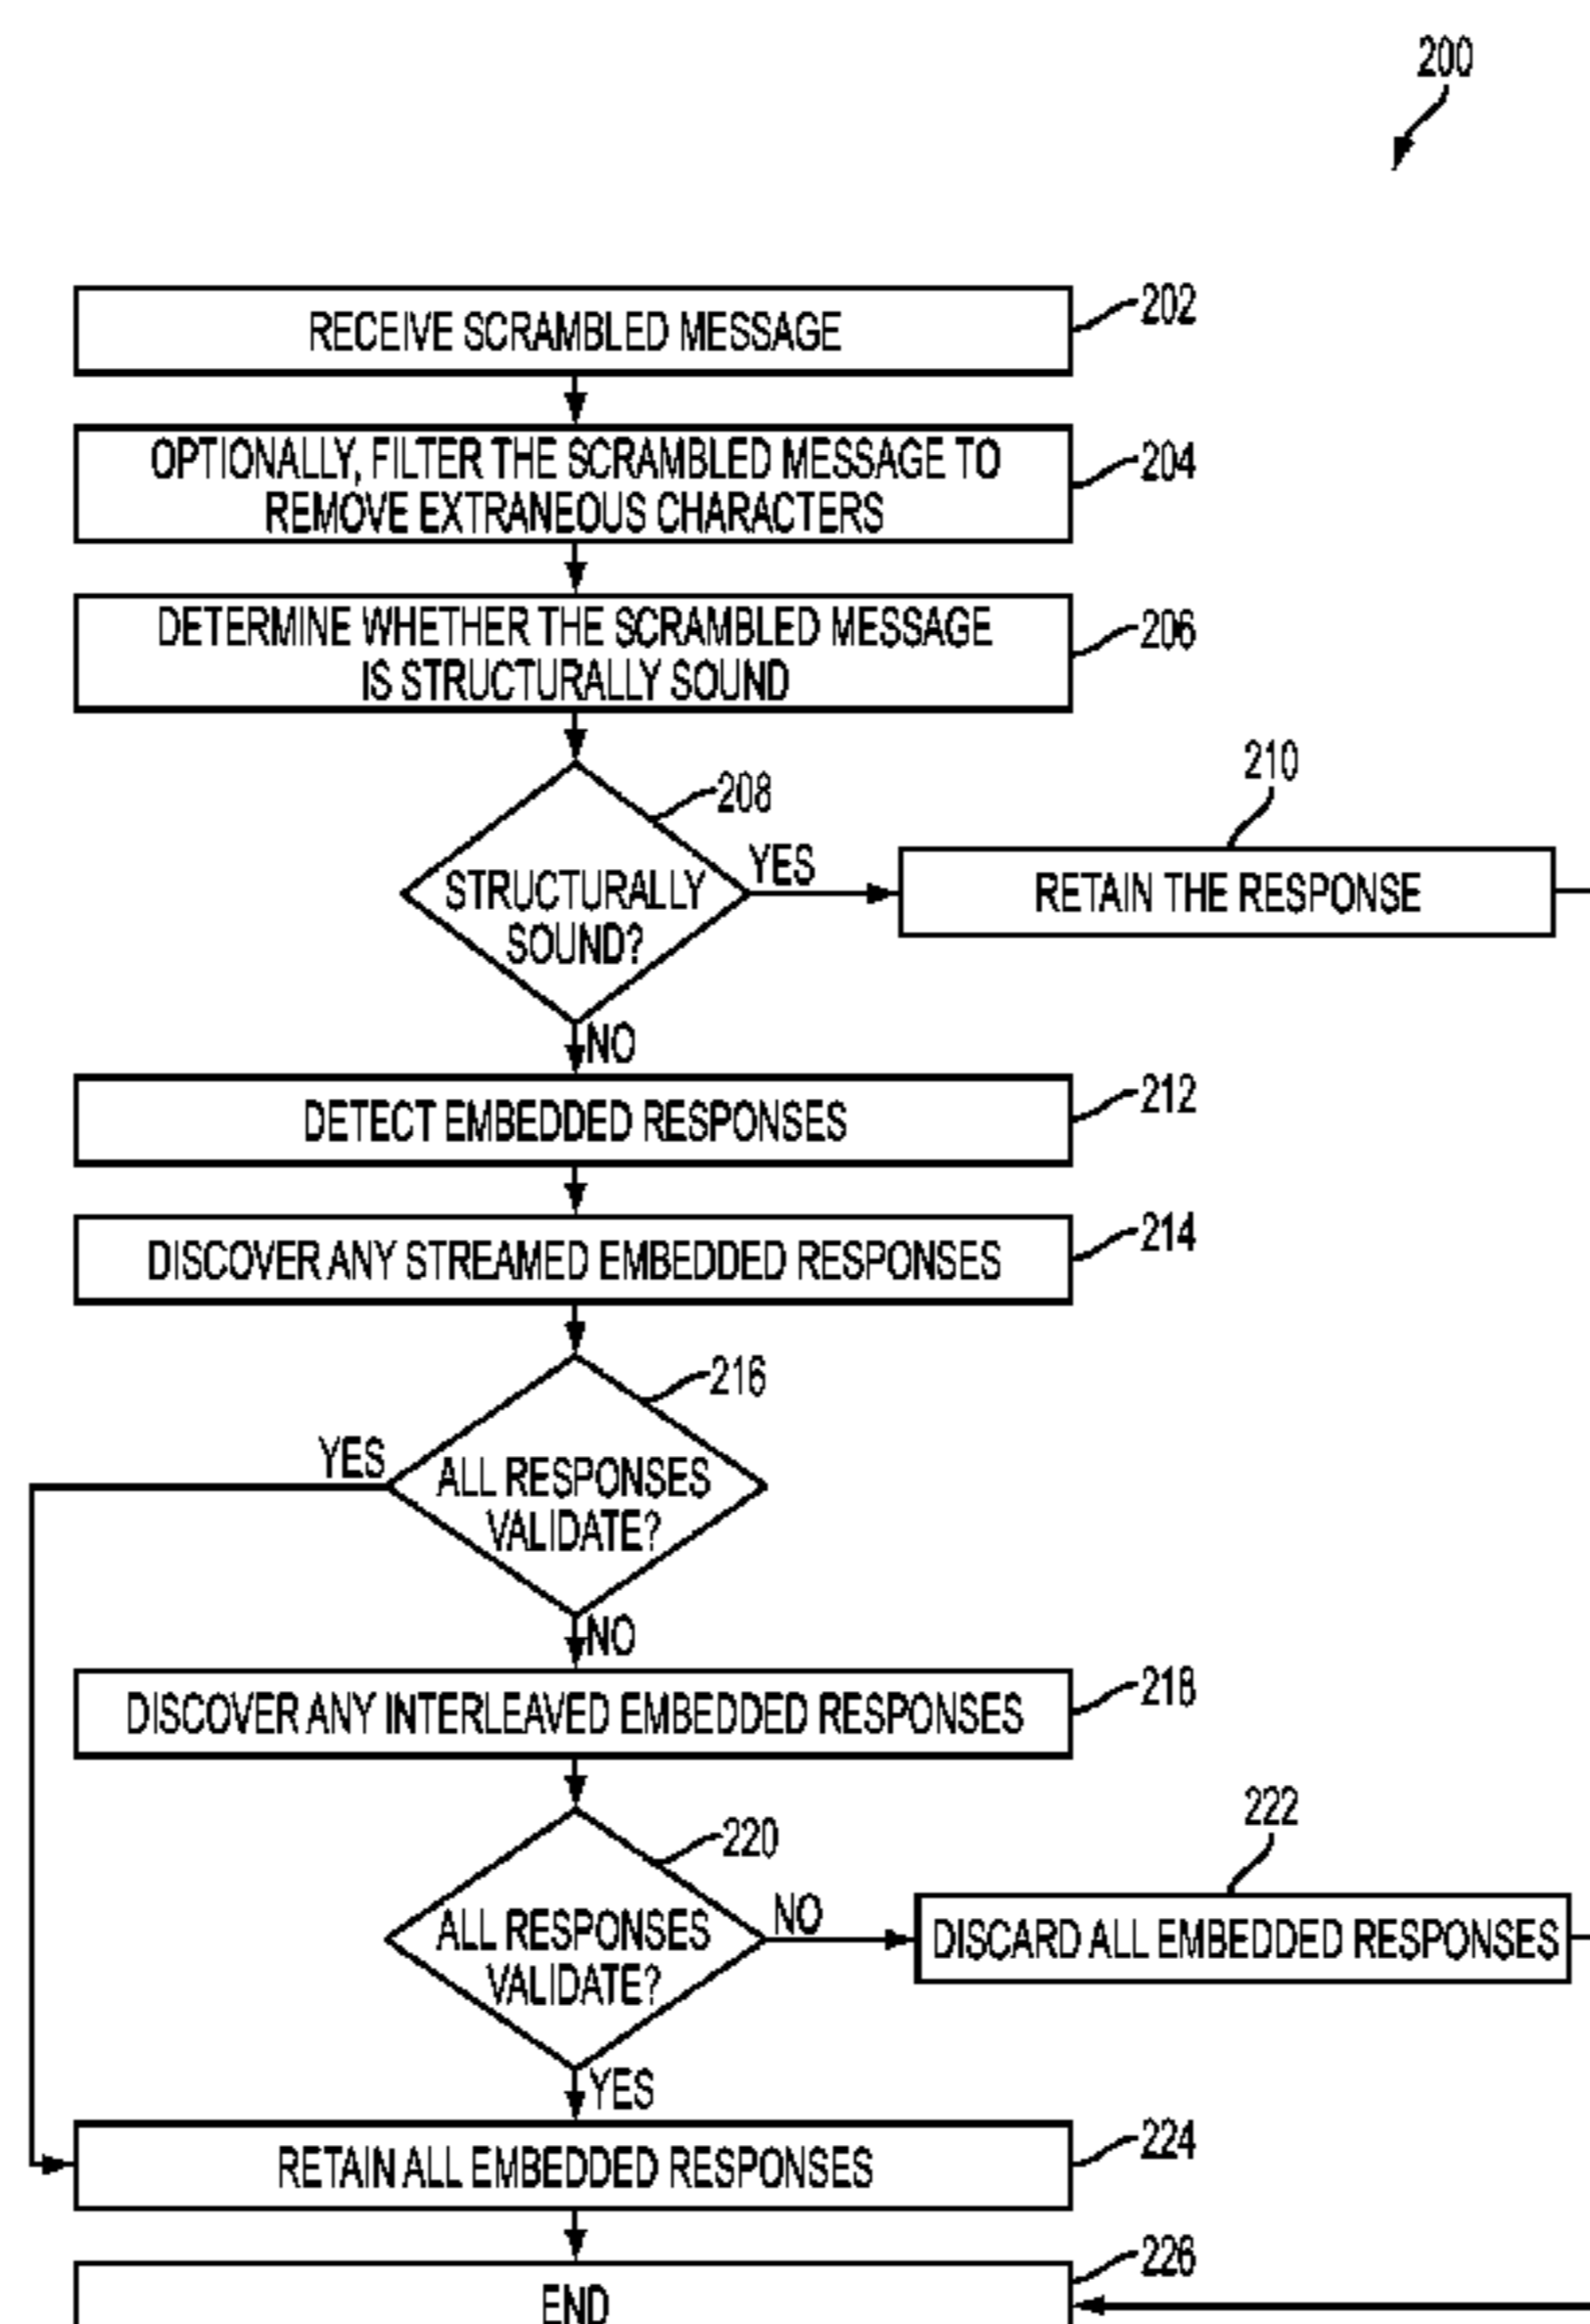 200
RECEIVE SCRAMBLED MESSAGE
202
OPTIONALLY, FILTER THE SCRAMBLED MESSAGE TO
REMOVE EXTRANEOUS CHARACTERS
204
DETERMINE WHETHER THE SCRAMBLED MESSAGE
IS STRUCTURALLY SOUND
206
208
STRUCTURALLY
SOUND?
YES
210
RETAIN THE RESPONSE
NO
DETECT EMBEDDED RESPONSES
212
DISCOVER ANY STREAMED EMBEDDED RESPONSES
214
216
YES
ALL RESPONSES
VALIDATE?
NO
DISCOVER ANY INTERLEAVED EMBEDDED RESPONSES
218
220
ALL RESPONSES
VALIDATE?
NO
222
DISCARD ALL EMBEDDED RESPONSES
YES
RETAIN ALL EMBEDDED RESPONSES
224
END
226